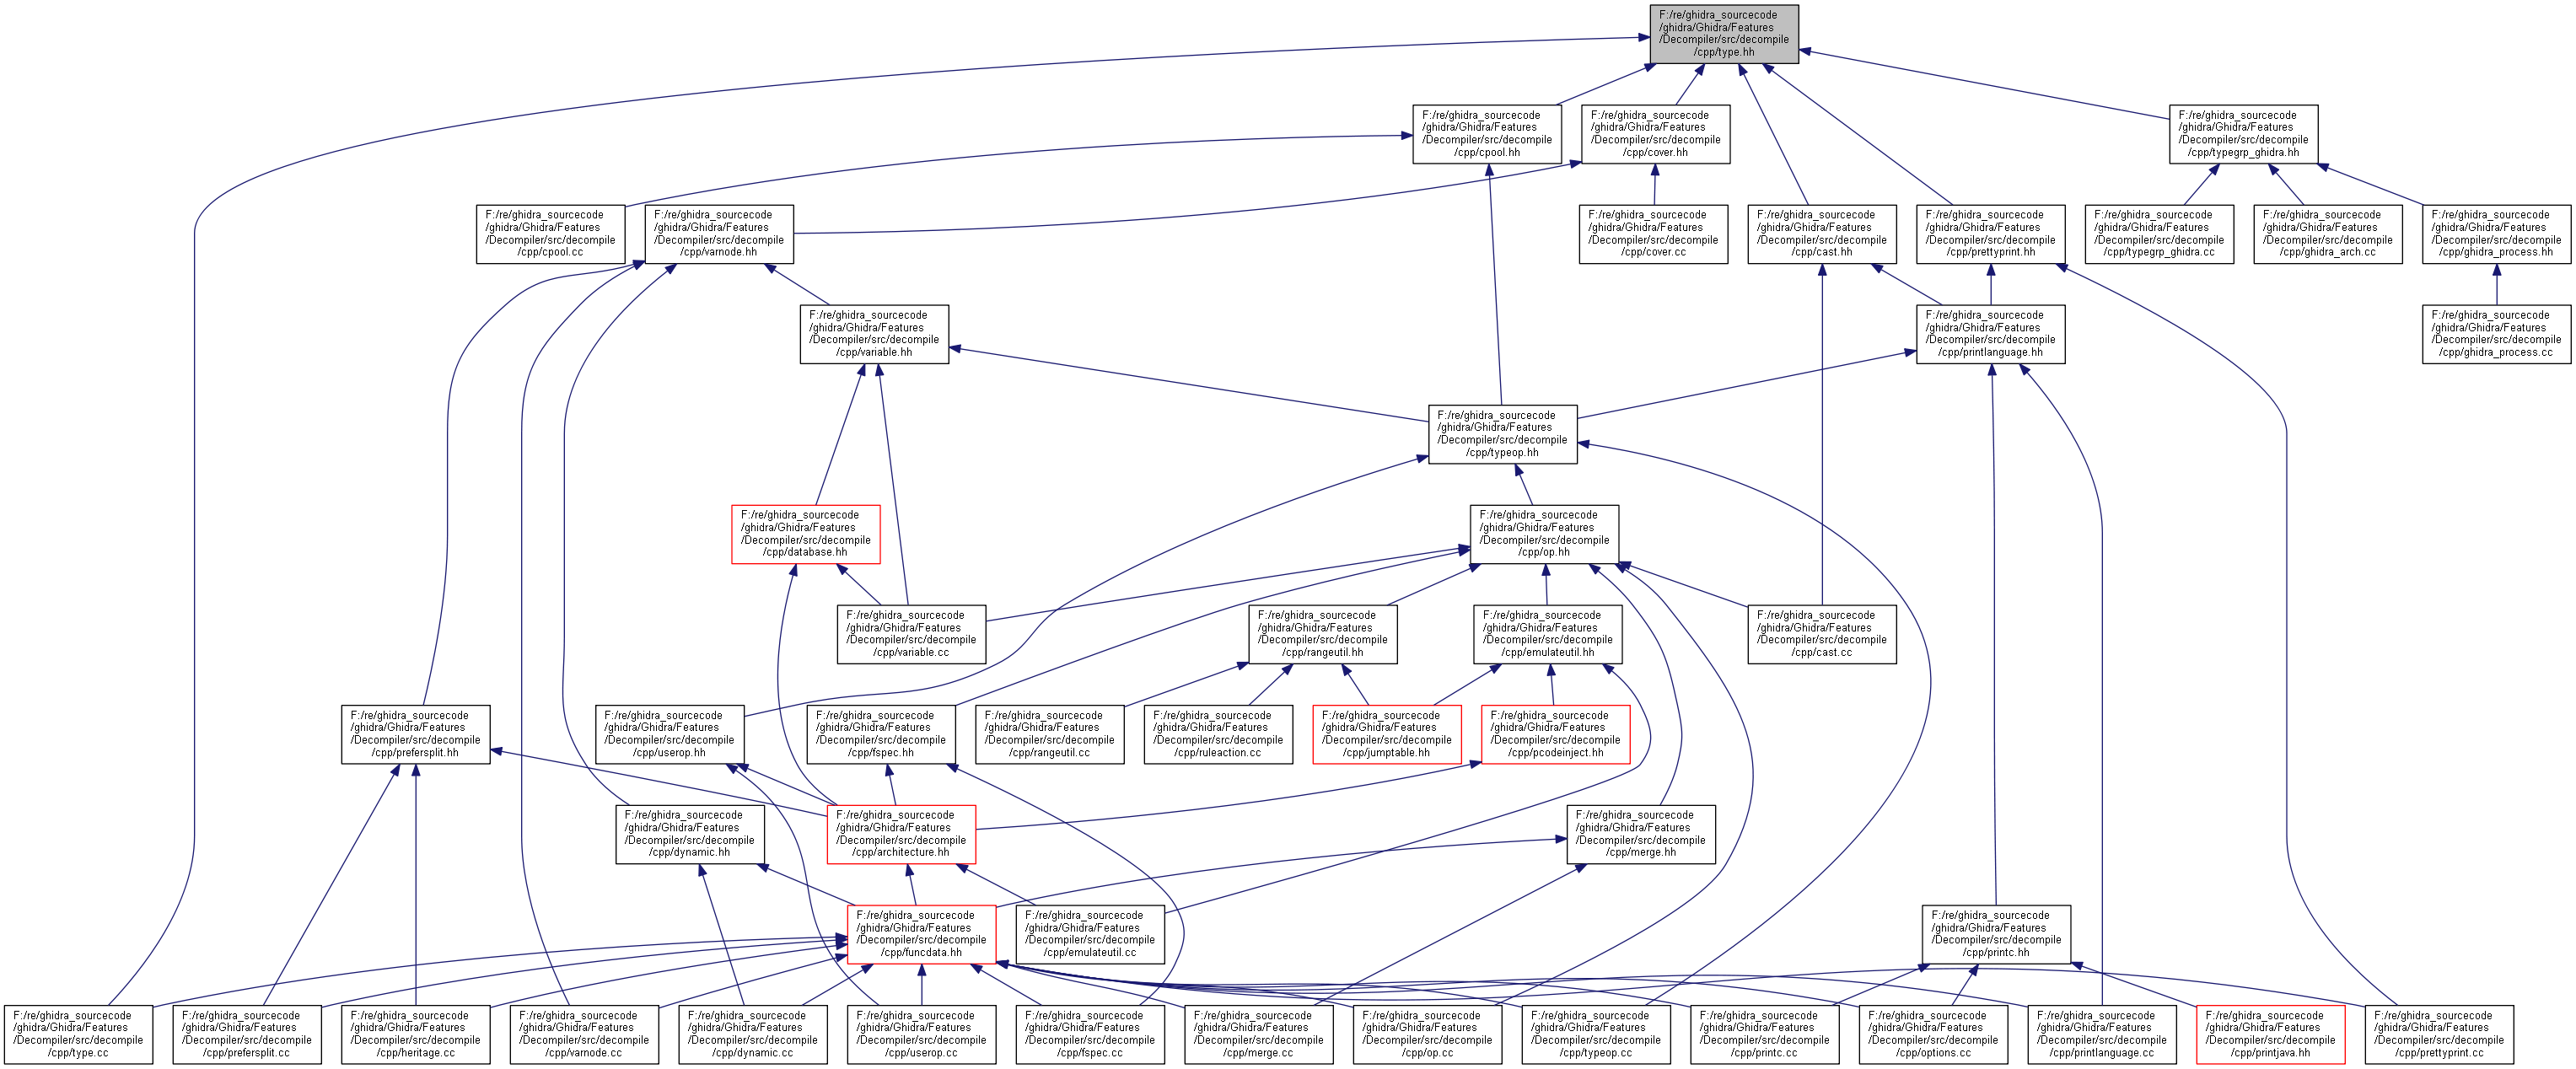 F:/re/ghidra_sourcecode
/ghidra/Ghidra/Features
/Decompiler/src/decompile
/cpp/type.hh
F:/re/ghidra_sourcecode
/ghidra/Ghidra/Features
/Decompiler/src/decompile
/cpp/cpool.hh
F:/re/ghidra_sourcecode
/ghidra/Ghidra/Features
/Decompiler/src/decompile
/cpp/cover.hh
F:/re/ghidra_sourcecode
/ghidra/Ghidra/Features
/Decompiler/src/decompile
/cpp/typegrp_ghidra.hh
F:/re/ghidra_sourcecode
/ghidra/Ghidra/Features
/Decompiler/src/decompile
/cpp/cpool.cc
F:/re/ghidra_sourcecode
/ghidra/Ghidra/Features
/Decompiler/src/decompile
/cpp/varnode.hh
F:/re/ghidra_sourcecode
/ghidra/Ghidra/Features
/Decompiler/src/decompile
/cpp/cover.cc
F:/re/ghidra_sourcecode
/ghidra/Ghidra/Features
/Decompiler/src/decompile
/cpp/cast.hh
F:/re/ghidra_sourcecode
/ghidra/Ghidra/Features
/Decompiler/src/decompile
/cpp/prettyprint.hh
F:/re/ghidra_sourcecode
/ghidra/Ghidra/Features
/Decompiler/src/decompile
/cpp/typegrp_ghidra.cc
F:/re/ghidra_sourcecode
/ghidra/Ghidra/Features
/Decompiler/src/decompile
/cpp/ghidra_arch.cc
F:/re/ghidra_sourcecode
/ghidra/Ghidra/Features
/Decompiler/src/decompile
/cpp/ghidra_process.hh
F:/re/ghidra_sourcecode
/ghidra/Ghidra/Features
/Decompiler/src/decompile
/cpp/variable.hh
F:/re/ghidra_sourcecode
/ghidra/Ghidra/Features
/Decompiler/src/decompile
/cpp/printlanguage.hh
F:/re/ghidra_sourcecode
/ghidra/Ghidra/Features
/Decompiler/src/decompile
/cpp/ghidra_process.cc
F:/re/ghidra_sourcecode
/ghidra/Ghidra/Features
/Decompiler/src/decompile
/cpp/typeop.hh
F:/re/ghidra_sourcecode
/ghidra/Ghidra/Features
/Decompiler/src/decompile
/cpp/database.hh
F:/re/ghidra_sourcecode
/ghidra/Ghidra/Features
/Decompiler/src/decompile
/cpp/op.hh
F:/re/ghidra_sourcecode
/ghidra/Ghidra/Features
/Decompiler/src/decompile
/cpp/variable.cc
F:/re/ghidra_sourcecode
/ghidra/Ghidra/Features
/Decompiler/src/decompile
/cpp/rangeutil.hh
F:/re/ghidra_sourcecode
/ghidra/Ghidra/Features
/Decompiler/src/decompile
/cpp/emulateutil.hh
F:/re/ghidra_sourcecode
/ghidra/Ghidra/Features
/Decompiler/src/decompile
/cpp/cast.cc
F:/re/ghidra_sourcecode
/ghidra/Ghidra/Features
/Decompiler/src/decompile
/cpp/prefersplit.hh
F:/re/ghidra_sourcecode
/ghidra/Ghidra/Features
/Decompiler/src/decompile
/cpp/userop.hh
F:/re/ghidra_sourcecode
/ghidra/Ghidra/Features
/Decompiler/src/decompile
/cpp/fspec.hh
F:/re/ghidra_sourcecode
/ghidra/Ghidra/Features
/Decompiler/src/decompile
/cpp/rangeutil.cc
F:/re/ghidra_sourcecode
/ghidra/Ghidra/Features
/Decompiler/src/decompile
/cpp/ruleaction.cc
F:/re/ghidra_sourcecode
/ghidra/Ghidra/Features
/Decompiler/src/decompile
/cpp/jumptable.hh
F:/re/ghidra_sourcecode
/ghidra/Ghidra/Features
/Decompiler/src/decompile
/cpp/pcodeinject.hh
F:/re/ghidra_sourcecode
/ghidra/Ghidra/Features
/Decompiler/src/decompile
/cpp/dynamic.hh
F:/re/ghidra_sourcecode
/ghidra/Ghidra/Features
/Decompiler/src/decompile
/cpp/architecture.hh
F:/re/ghidra_sourcecode
/ghidra/Ghidra/Features
/Decompiler/src/decompile
/cpp/merge.hh
F:/re/ghidra_sourcecode
/ghidra/Ghidra/Features
/Decompiler/src/decompile
/cpp/funcdata.hh
F:/re/ghidra_sourcecode
/ghidra/Ghidra/Features
/Decompiler/src/decompile
/cpp/emulateutil.cc
F:/re/ghidra_sourcecode
/ghidra/Ghidra/Features
/Decompiler/src/decompile
/cpp/printc.hh
F:/re/ghidra_sourcecode
/ghidra/Ghidra/Features
/Decompiler/src/decompile
/cpp/type.cc
F:/re/ghidra_sourcecode
/ghidra/Ghidra/Features
/Decompiler/src/decompile
/cpp/prefersplit.cc
F:/re/ghidra_sourcecode
/ghidra/Ghidra/Features
/Decompiler/src/decompile
/cpp/heritage.cc
F:/re/ghidra_sourcecode
/ghidra/Ghidra/Features
/Decompiler/src/decompile
/cpp/varnode.cc
F:/re/ghidra_sourcecode
/ghidra/Ghidra/Features
/Decompiler/src/decompile
/cpp/dynamic.cc
F:/re/ghidra_sourcecode
/ghidra/Ghidra/Features
/Decompiler/src/decompile
/cpp/userop.cc
F:/re/ghidra_sourcecode
/ghidra/Ghidra/Features
/Decompiler/src/decompile
/cpp/fspec.cc
F:/re/ghidra_sourcecode
/ghidra/Ghidra/Features
/Decompiler/src/decompile
/cpp/merge.cc
F:/re/ghidra_sourcecode
/ghidra/Ghidra/Features
/Decompiler/src/decompile
/cpp/op.cc
F:/re/ghidra_sourcecode
/ghidra/Ghidra/Features
/Decompiler/src/decompile
/cpp/typeop.cc
F:/re/ghidra_sourcecode
/ghidra/Ghidra/Features
/Decompiler/src/decompile
/cpp/printc.cc
F:/re/ghidra_sourcecode
/ghidra/Ghidra/Features
/Decompiler/src/decompile
/cpp/options.cc
F:/re/ghidra_sourcecode
/ghidra/Ghidra/Features
/Decompiler/src/decompile
/cpp/printlanguage.cc
F:/re/ghidra_sourcecode
/ghidra/Ghidra/Features
/Decompiler/src/decompile
/cpp/printjava.hh
F:/re/ghidra_sourcecode
/ghidra/Ghidra/Features
/Decompiler/src/decompile
/cpp/prettyprint.cc